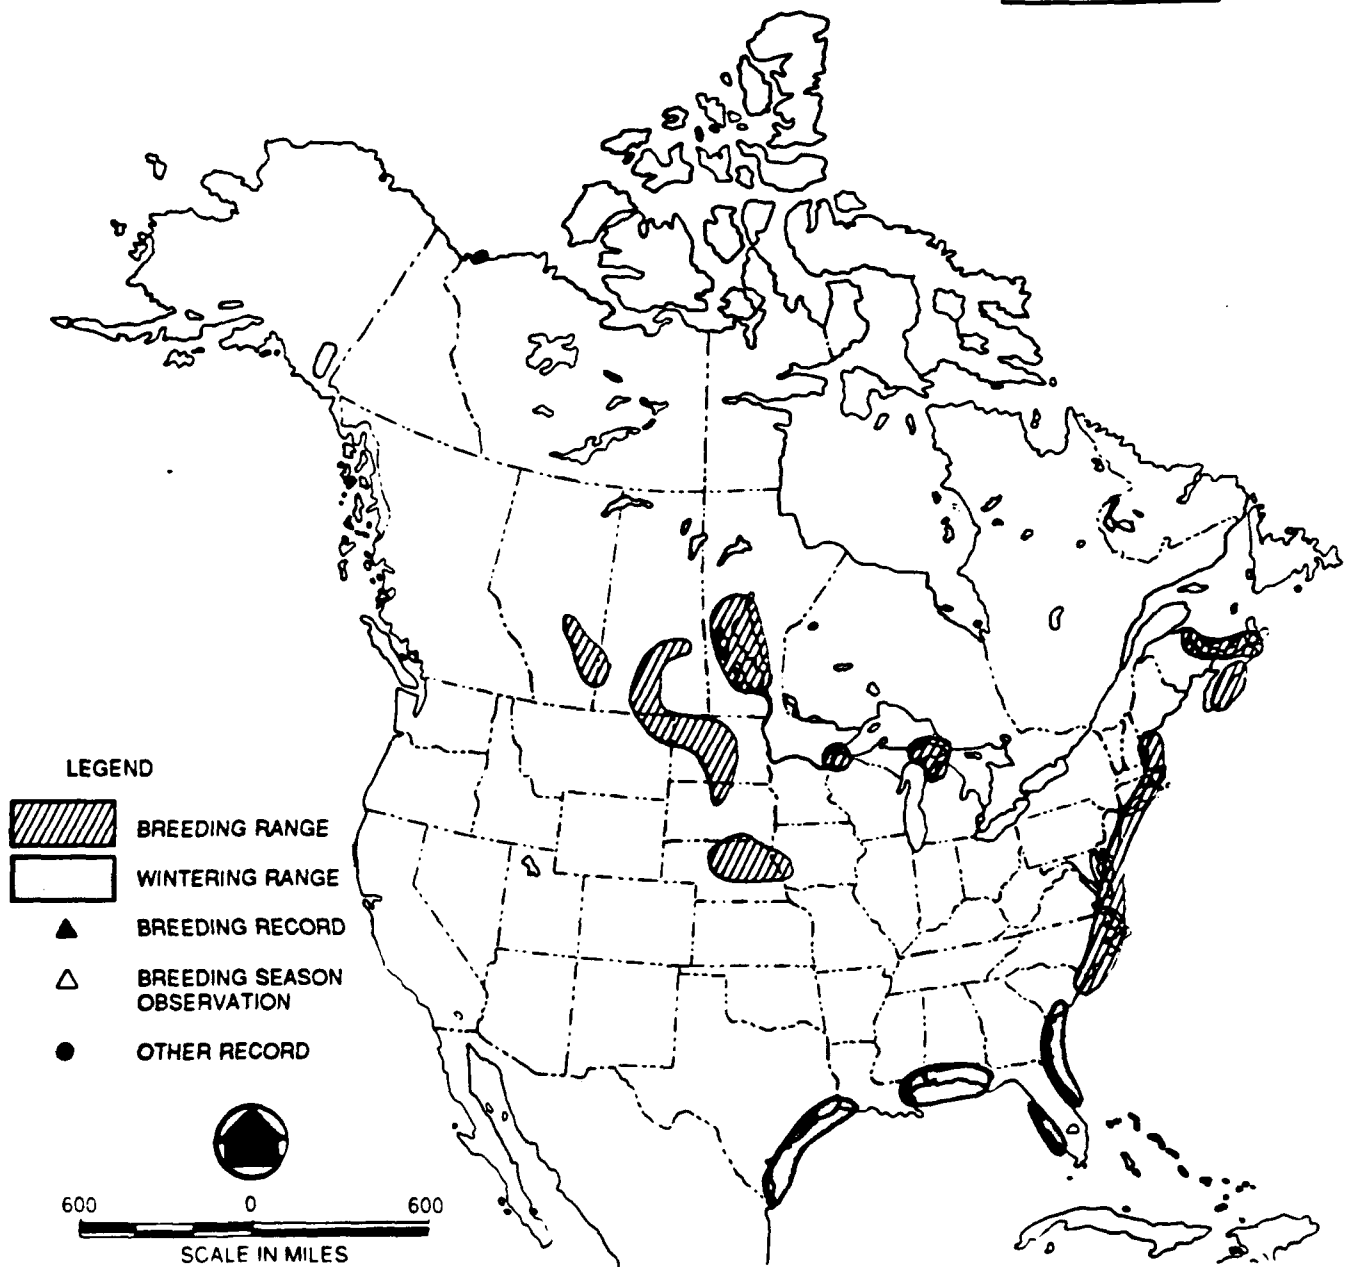 LEGEND
BREEDING RANGE
WINTERING RANGE
BREEDING RECORD
BREEDING SEASON
OBSERVATION
OTHER RECORD
600 0 600
SCALE IN MILES